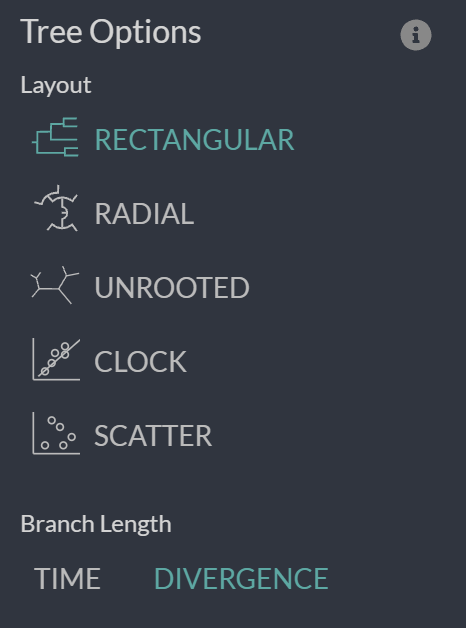 Tree Options
Layout
RECTANGULAR
RADIAL
UNROOTED
CLOCK
SCATTER
Branch Length
TIME DIVERGENCE